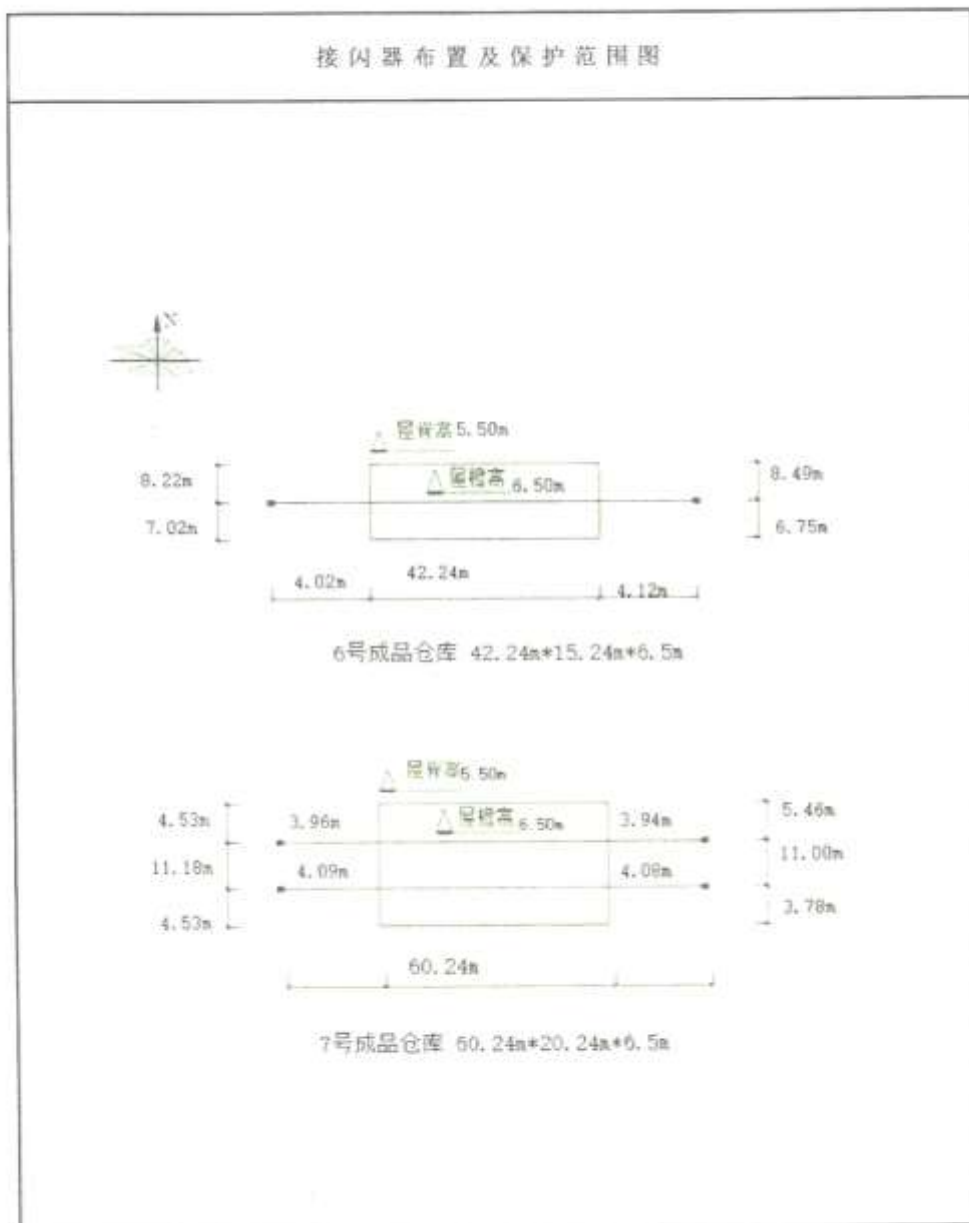 接闪器布置及保护范围图
N
屋脊高5.50m
8.22m
屋檐高 6.50m
8.49m
7.02m
6.75m
4.02m
42.24m
4.12m
6号成品仓库 42.24m*15.24m*6.5m
屋脊高5.50m
4.53m
3.96m
屋檐高 6.50m
3.94m
5.46m
11.18m
4.09m
4.08m
11.00m
4.53m
3.78m
60.24m
7号成品仓库 60.24m*20.24m*6.5m